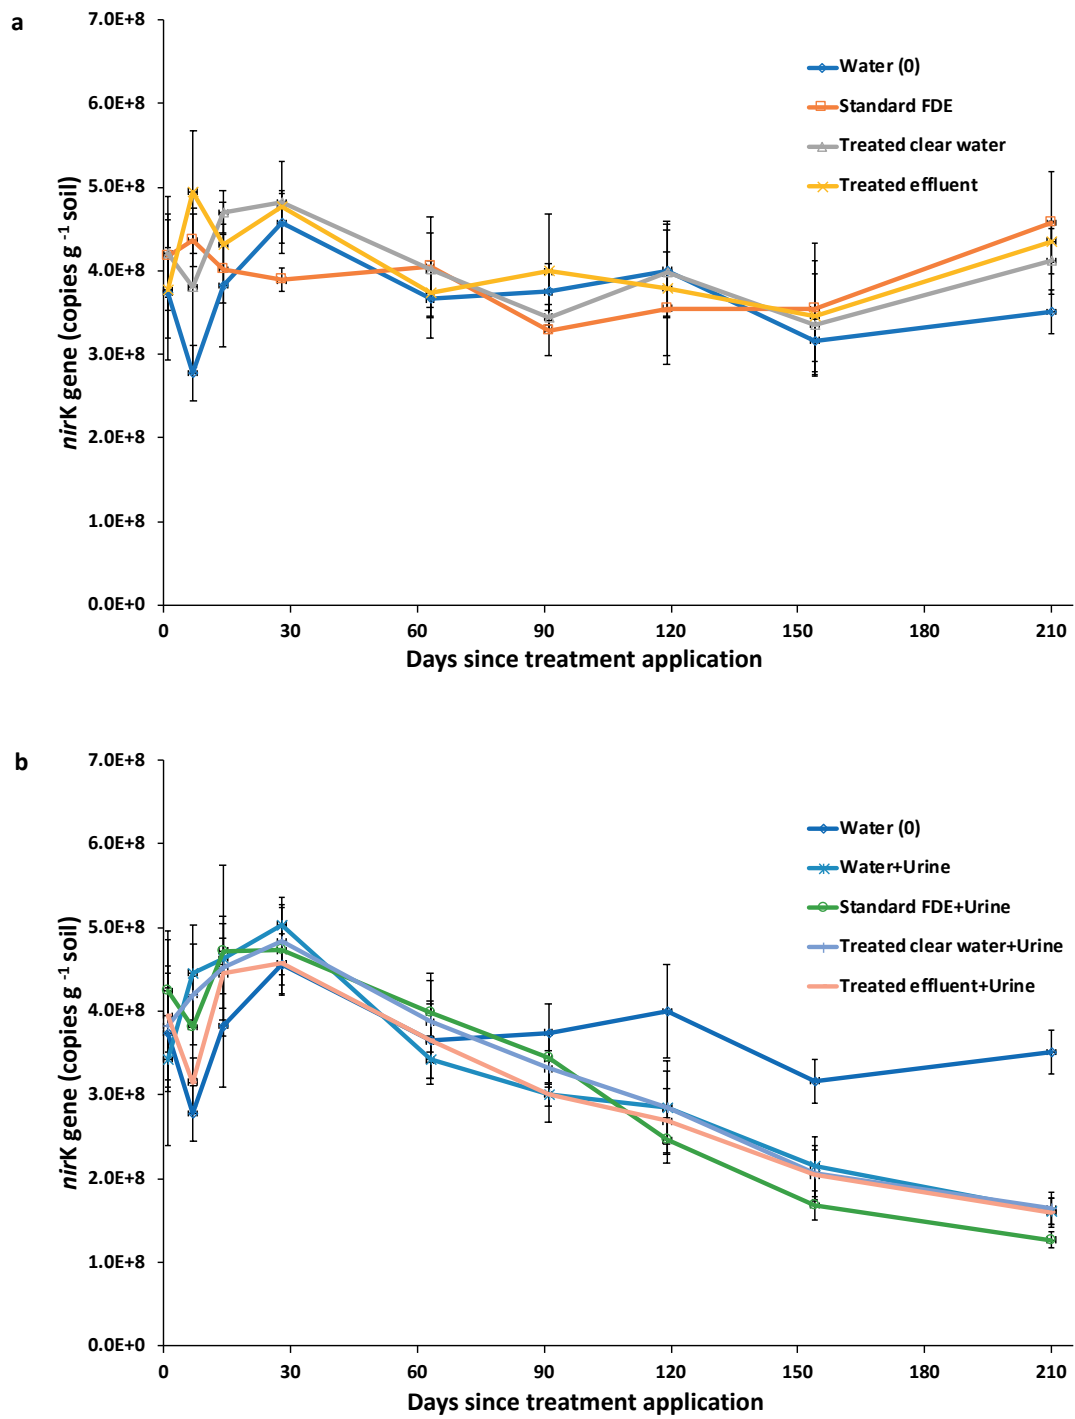 a
7.0E+8
6.0E+8
5.0E+8
4.0E+8
3.0E+8
2.0E+8
1.0E+8
0.0E+0
nirK gene (copies g -1 soil)
Water (0)
Standard FDE
Treated clear water
Treated effluent
0 30 60 90 120 150 180 210
Days since treatment application
b
7.0E+8
6.0E+8
5.0E+8
4.0E+8
3.0E+8
2.0E+8
1.0E+8
0.0E+0
nirK gene (copies g -1 soil)
Water (0)
Water+Urine
Standard FDE+Urine
Treated clear water+Urine
Treated effluent+Urine
0 30 60 90 120 150 180 210
Days since treatment application